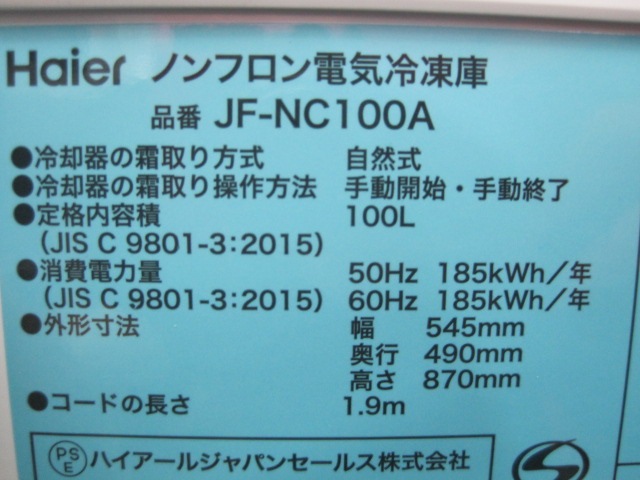 Haier ノンフロン電気冷凍庫
品番 JF-NC100A
●冷却器の霜取り方式 自然式
●冷却器の霜取り操作方法 手動開始・手動終了
●定格内容積 100L
(JIS C 9801-3:2015)
●消費電力量 50Hz 185kWh/年
(JIS C 9801-3:2015) 60Hz 185kWh/年
●外形寸法 幅 545mm
奥行 490mm
高さ 870mm
●コードの長さ 1.9m
PSE ハイアールジャパンセールス株式会社